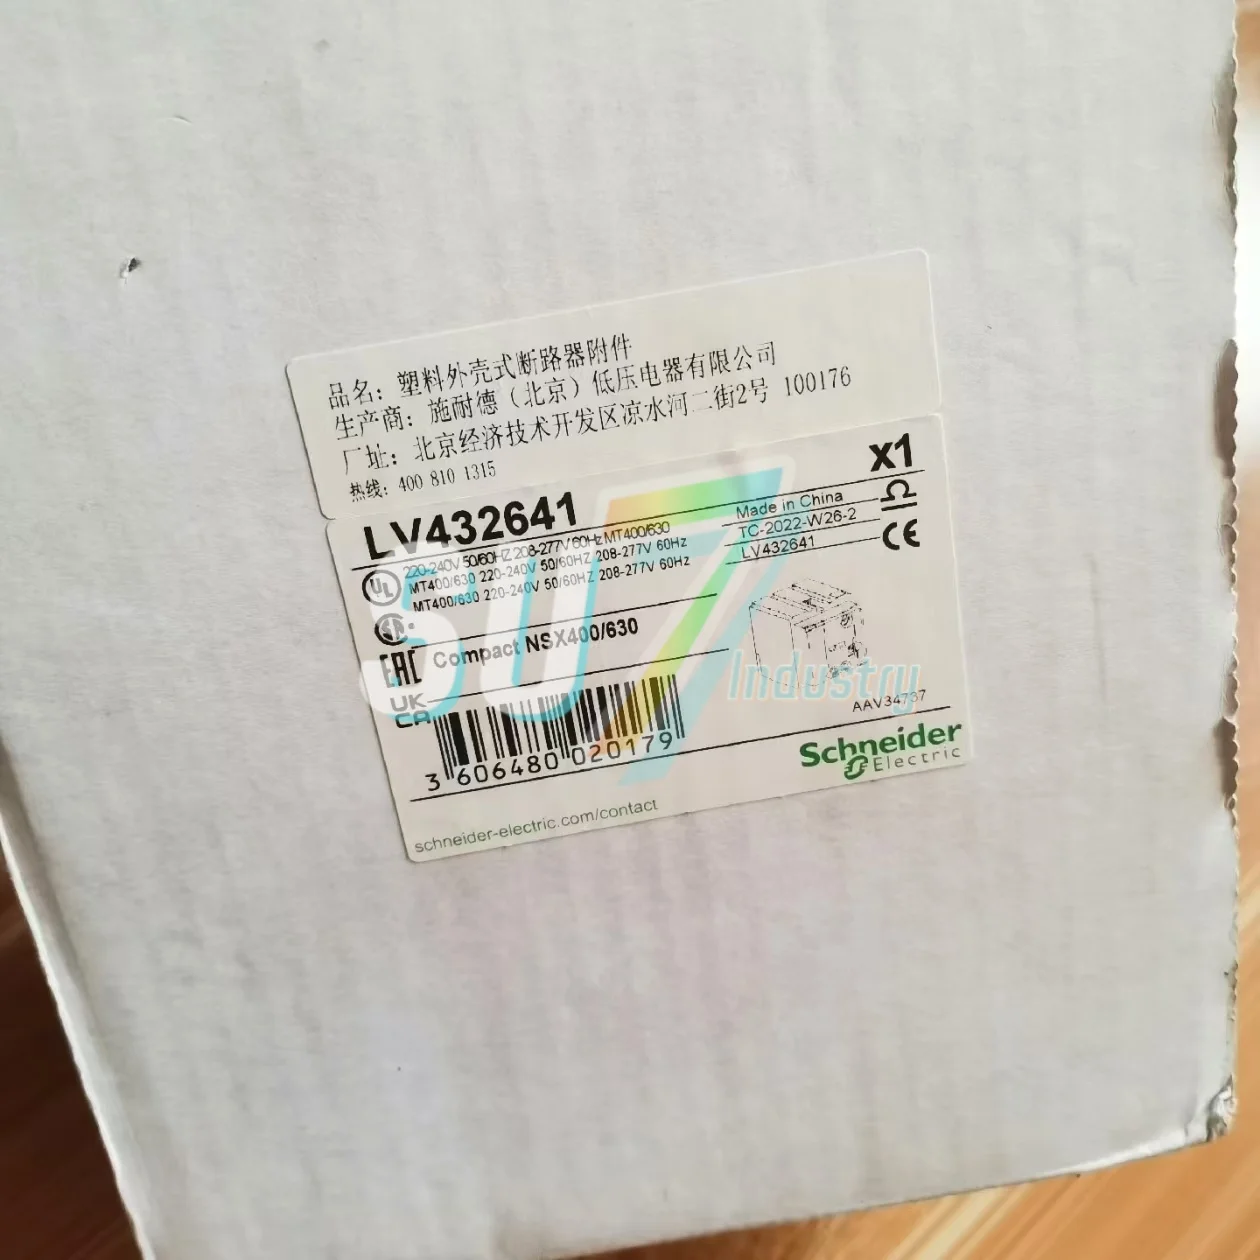 品名：塑料外壳式断路器附件
生产商：施耐德（北京）低压电器有限公司
厂址：北京经济技术开发区凉水河二街2号 100176
热线：400 810 1315
LV432641
x1
220-240V 50/60HZ 208-277V 60Hz MT400/630
MT400/630 220-240V 50/60HZ 208-277V 60Hz
MT400/630 220-240V 50/60HZ 208-277V 60Hz
Made in China
TC-2022-W26-2
LV432641
CE
UL
EAC
UK
CA
Compact NSX400/630
3 606480 020179
AAV34737
Schneider
Electric
schneider-electric.com/contact
507
Industry